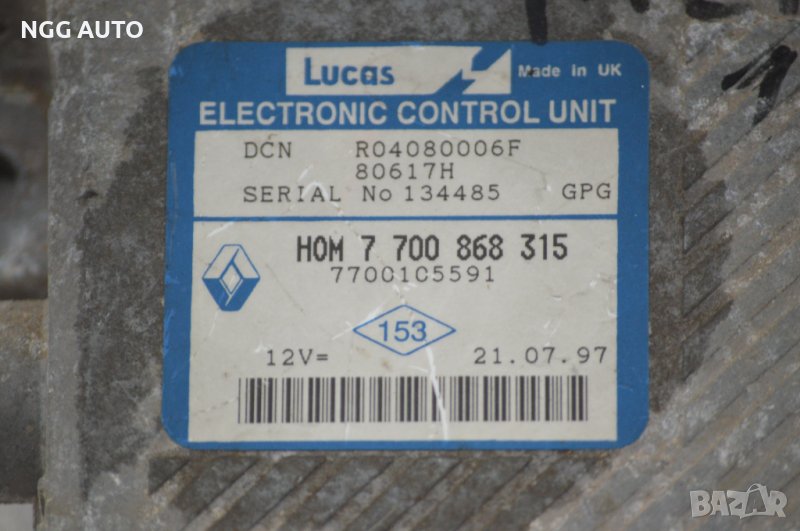 NGG AUTO
Lucas
Made in UK
ELECTRONIC CONTROL UNIT
DCN R04080006F
80617H
SERIAL No 134485 GPG
HOM 7 700 868 315
7700105591
153
12V= 21.07.97
BAZAR